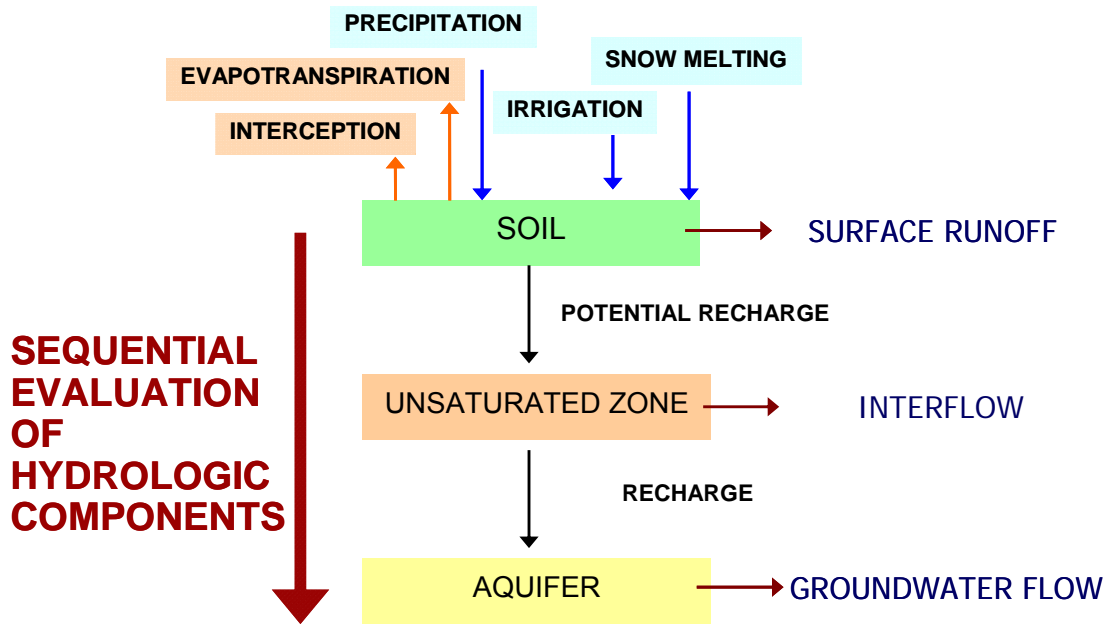 PRECIPITATION
SNOW MELTING
EVAPOTRANSPIRATION
IRRIGATION
INTERCEPTION
SOIL
SURFACE RUNOFF
POTENTIAL RECHARGE
SEQUENTIAL
EVALUATION
OF
HYDROLOGIC
COMPONENTS
UNSATURATED ZONE
INTERFLOW
RECHARGE
AQUIFER
GROUNDWATER FLOW